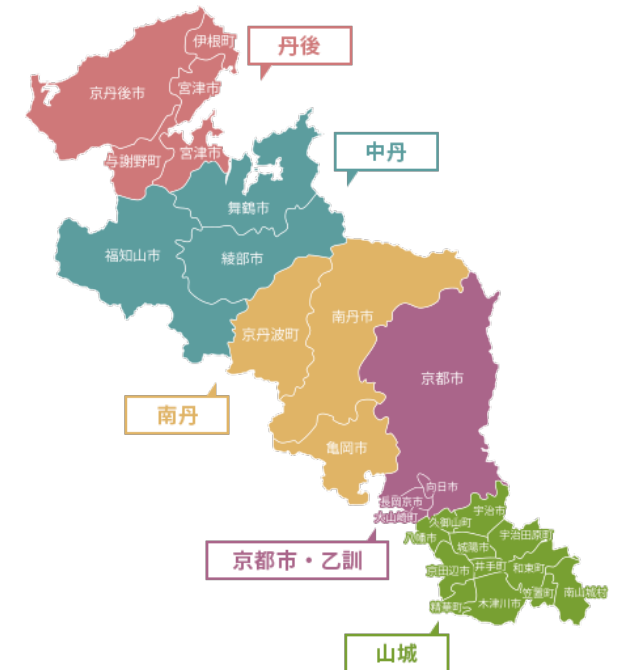 伊根町
丹後
宮津市
京丹後市
宮津市
与謝野町
中丹
舞鶴市
福知山市
綾部市
南丹市
京丹波町
京都市
南丹
亀岡市
向日市
長岡京市
大山崎町
宇治市
久御山町
八幡市
宇治田原町
城陽市
京都市・乙訓
京田辺市
井手町
和束町
笠置町
南山城村
精華町
木津川市
山城